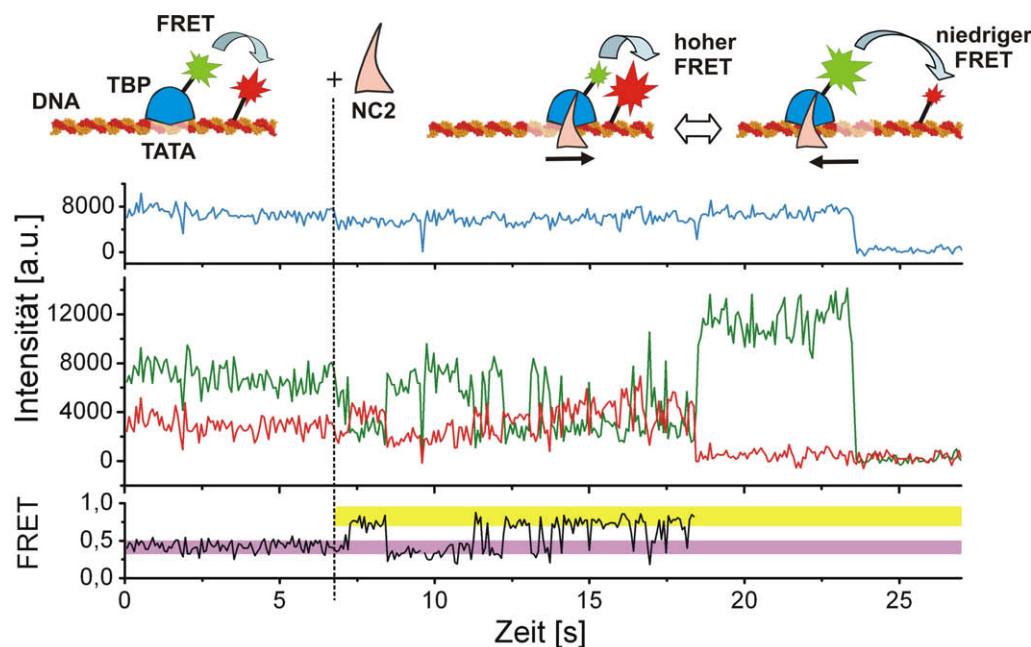 FRET
TBP
DNA
TATA
+
NC2
hoher
FRET
niedriger
FRET
8000
0
Intensität [a.u.]
12000
8000
4000
0
FRET
1,0
0,5
0,0
0
5
10
15
20
25
Zeit [s]